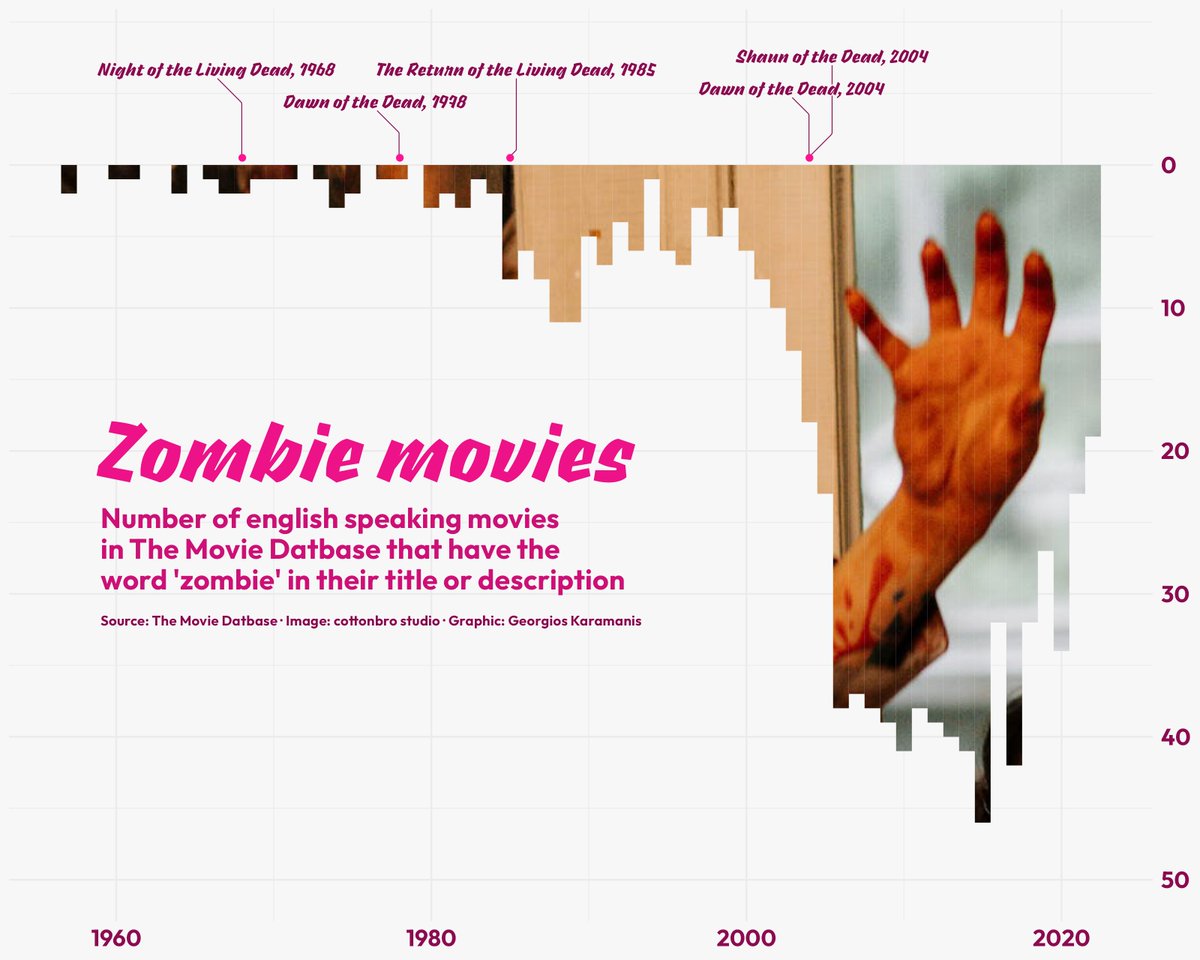 Shaun of the Dead, 2004
Night of the Living Dead, 1968
The Return of the Living Dead, 1985
Dawn of the Dead, 2004
Dawn of the Dead, 1978
0
10
20
30
40
50
Zombie movies
Number of english speaking movies
in The Movie Datbase that have the
word 'zombie' in their title or description
Source: The Movie Datbase · Image: cottonbro studio · Graphic: Georgios Karamanis
1960
1980
2000
2020